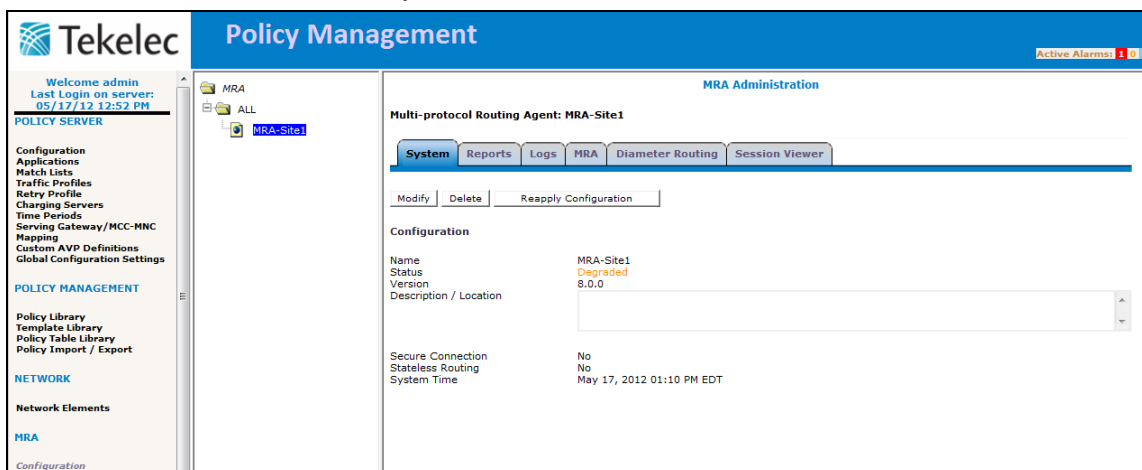 Tekelec
Policy Management
Active Alarms: 1 0
Welcome admin
Last Login on server:
05/17/12 12:52 PM
POLICY SERVER
Configuration
Applications
Match Lists
Traffic Profiles
Retry Profile
Charging Servers
Time Periods
Serving Gateway/MCC-MNC
Mapping
Custom AVP Definitions
Global Configuration Settings
POLICY MANAGEMENT
Policy Library
Template Library
Policy Table Library
Policy Import / Export
NETWORK
Network Elements
MRA
Configuration
MRA
ALL
MRA-Site1
MRA Administration
Multi-protocol Routing Agent: MRA-Site1
System Reports Logs MRA Diameter Routing Session Viewer
Modify Delete Reapply Configuration
Configuration
Name MRA-Site1
Status Degraded
Version 8.0.0
Description / Location
Secure Connection No
Stateless Routing No
System Time May 17, 2012 01:10 PM EDT